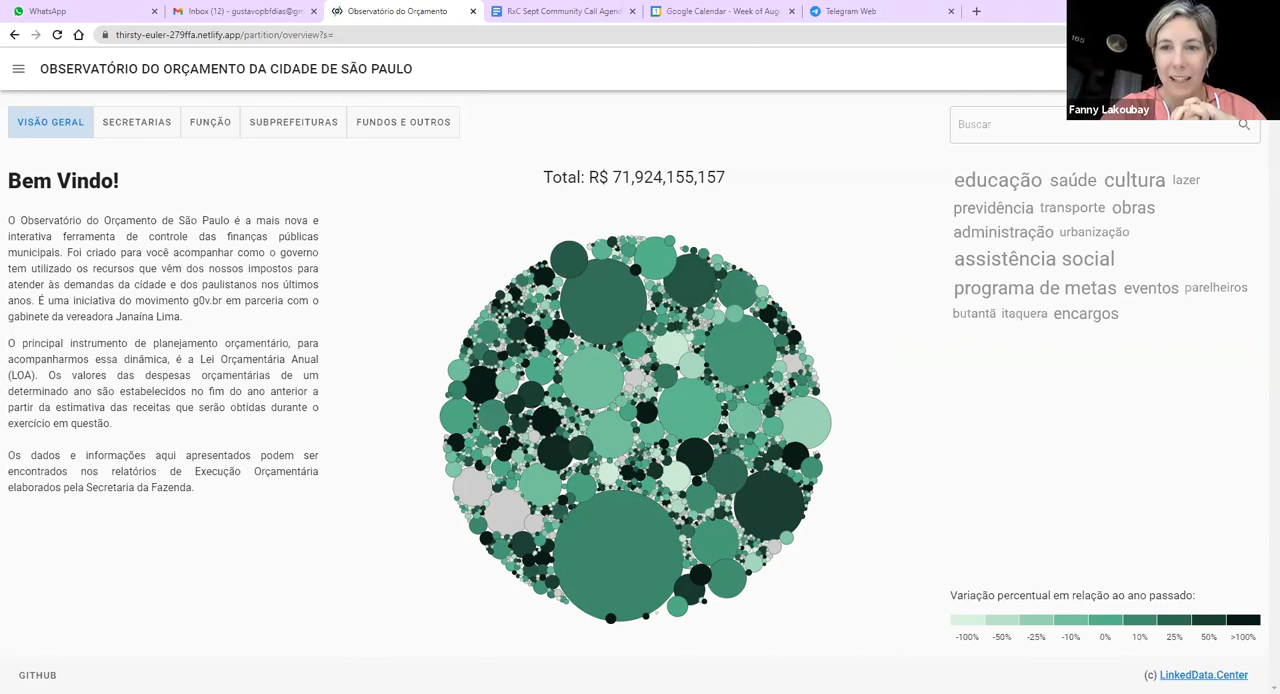 WhatsApp
Inbox (12) - gustavopbfdias@gm
Observatório do Orçamento
RxC Sept Community Call Agend
Google Calendar - Week of Aug
Telegram Web
thirsty-euler-279ffa.netlify.app/partition/overview?s=
165
Fanny Lakoubay
OBSERVATÓRIO DO ORÇAMENTO DA CIDADE DE SÃO PAULO
VISÃO GERAL
SECRETARIAS
FUNÇÃO
SUBPREFEITURAS
FUNDOS E OUTROS
Buscar
Bem Vindo!
O Observatório do Orçamento de São Paulo é a mais nova e
interativa ferramenta de controle das finanças públicas
municipais. Foi criado para você acompanhar como o governo
tem utilizado os recursos que vêm dos nossos impostos para
atender às demandas da cidade e dos paulistanos nos últimos
anos. É uma iniciativa do movimento g0v.br em parceria com o
gabinete da vereadora Janaína Lima.
O principal instrumento de planejamento orçamentário, para
acompanharmos essa dinâmica, é a Lei Orçamentária Anual
(LOA). Os valores das despesas orçamentárias de um
determinado ano são estabelecidos no fim do ano anterior a
partir da estimativa das receitas que serão obtidas durante o
exercício em questão.
Os dados e informações aqui apresentados podem ser
encontrados nos relatórios de Execução Orçamentária
elaborados pela Secretaria da Fazenda.
Total: R$ 71,924,155,157
educação saúde cultura lazer
previdência transporte obras
administração urbanização
assistência social
programa de metas eventos parelheiros
butantã itaquera encargos
Variação percentual em relação ao ano passado:
-100% -50% -25% -10% 0% 10% 25% 50% >100%
GITHUB
(c) LinkedData.Center